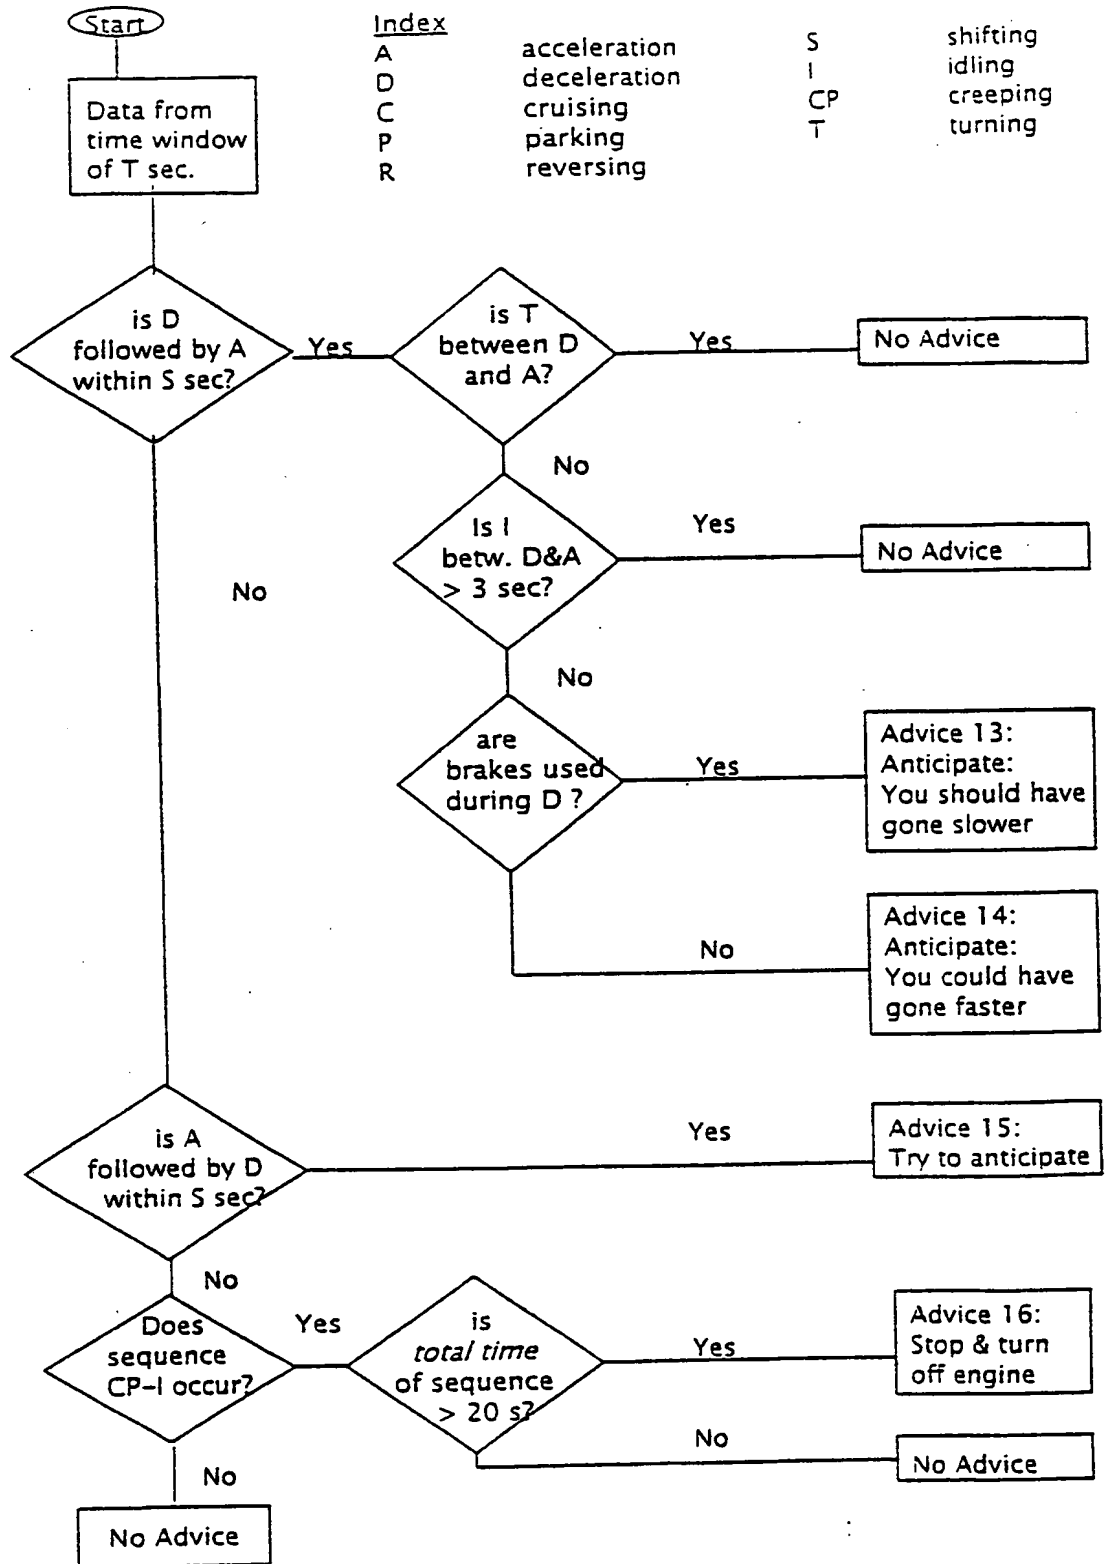 Start
Index
A acceleration
D deceleration
C cruising
P parking
R reversing
S shifting
I idling
CP creeping
T turning
Data from
time window
of T sec.
is D
followed by A
within S sec?
Yes
is T
between D
and A?
Yes
No Advice
No
Is I
betw. D&A
> 3 sec?
Yes
No Advice
No
No
are
brakes used
during D ?
Yes
Advice 13:
Anticipate:
You should have
gone slower
No
Advice 14:
Anticipate:
You could have
gone faster
is A
followed by D
within S sec?
Yes
Advice 15:
Try to anticipate
No
Does
sequence
CP-I occur?
Yes
is
total time
of sequence
> 20 s?
Yes
Advice 16:
Stop & turn
off engine
No
No Advice
No
No Advice